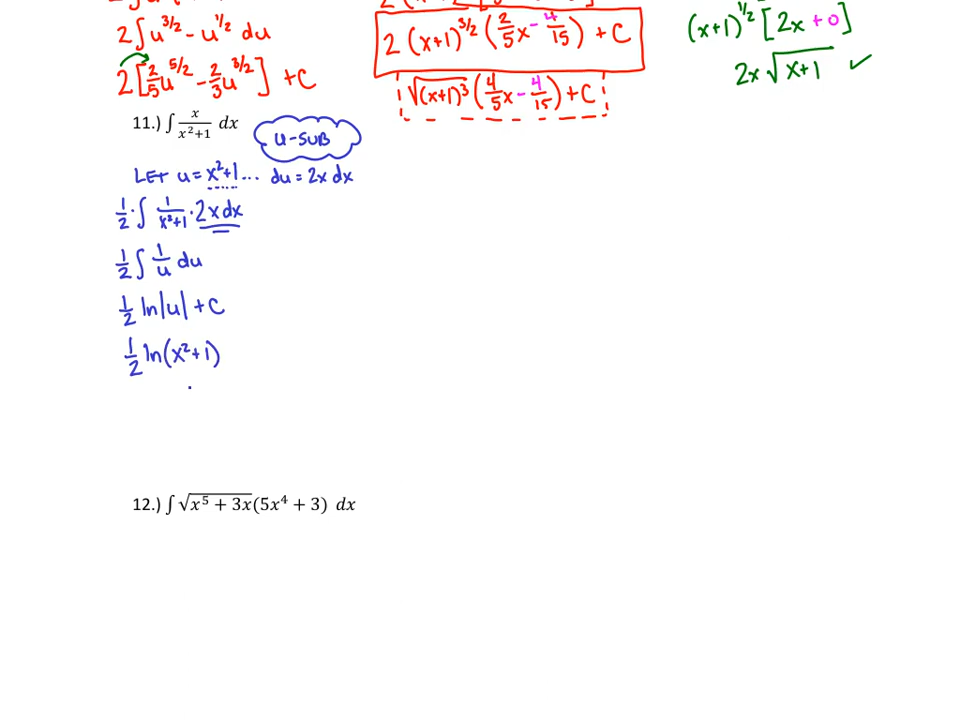 2∫u^3/2 - u^1/2 du
2[2/5 u^5/2 - 2/3 u^3/2] + C
2(x+1)^3/2 (2/5 x - 4/15) + C
√(x+1)^3 (4/5 x - 4/15) + C
(x+1)^1/2 [2x + 0]
2x√x+1 ✓
11.) ∫ x/(x²+1) dx
U-SUB
LET u = x²+1... du = 2x dx
1/2 · ∫ 1/(x²+1) · 2x dx
1/2 ∫ 1/u du
1/2 ln|u| + C
1/2 ln(x²+1)
12.) ∫ √(x⁵ + 3x)(5x⁴ + 3) dx